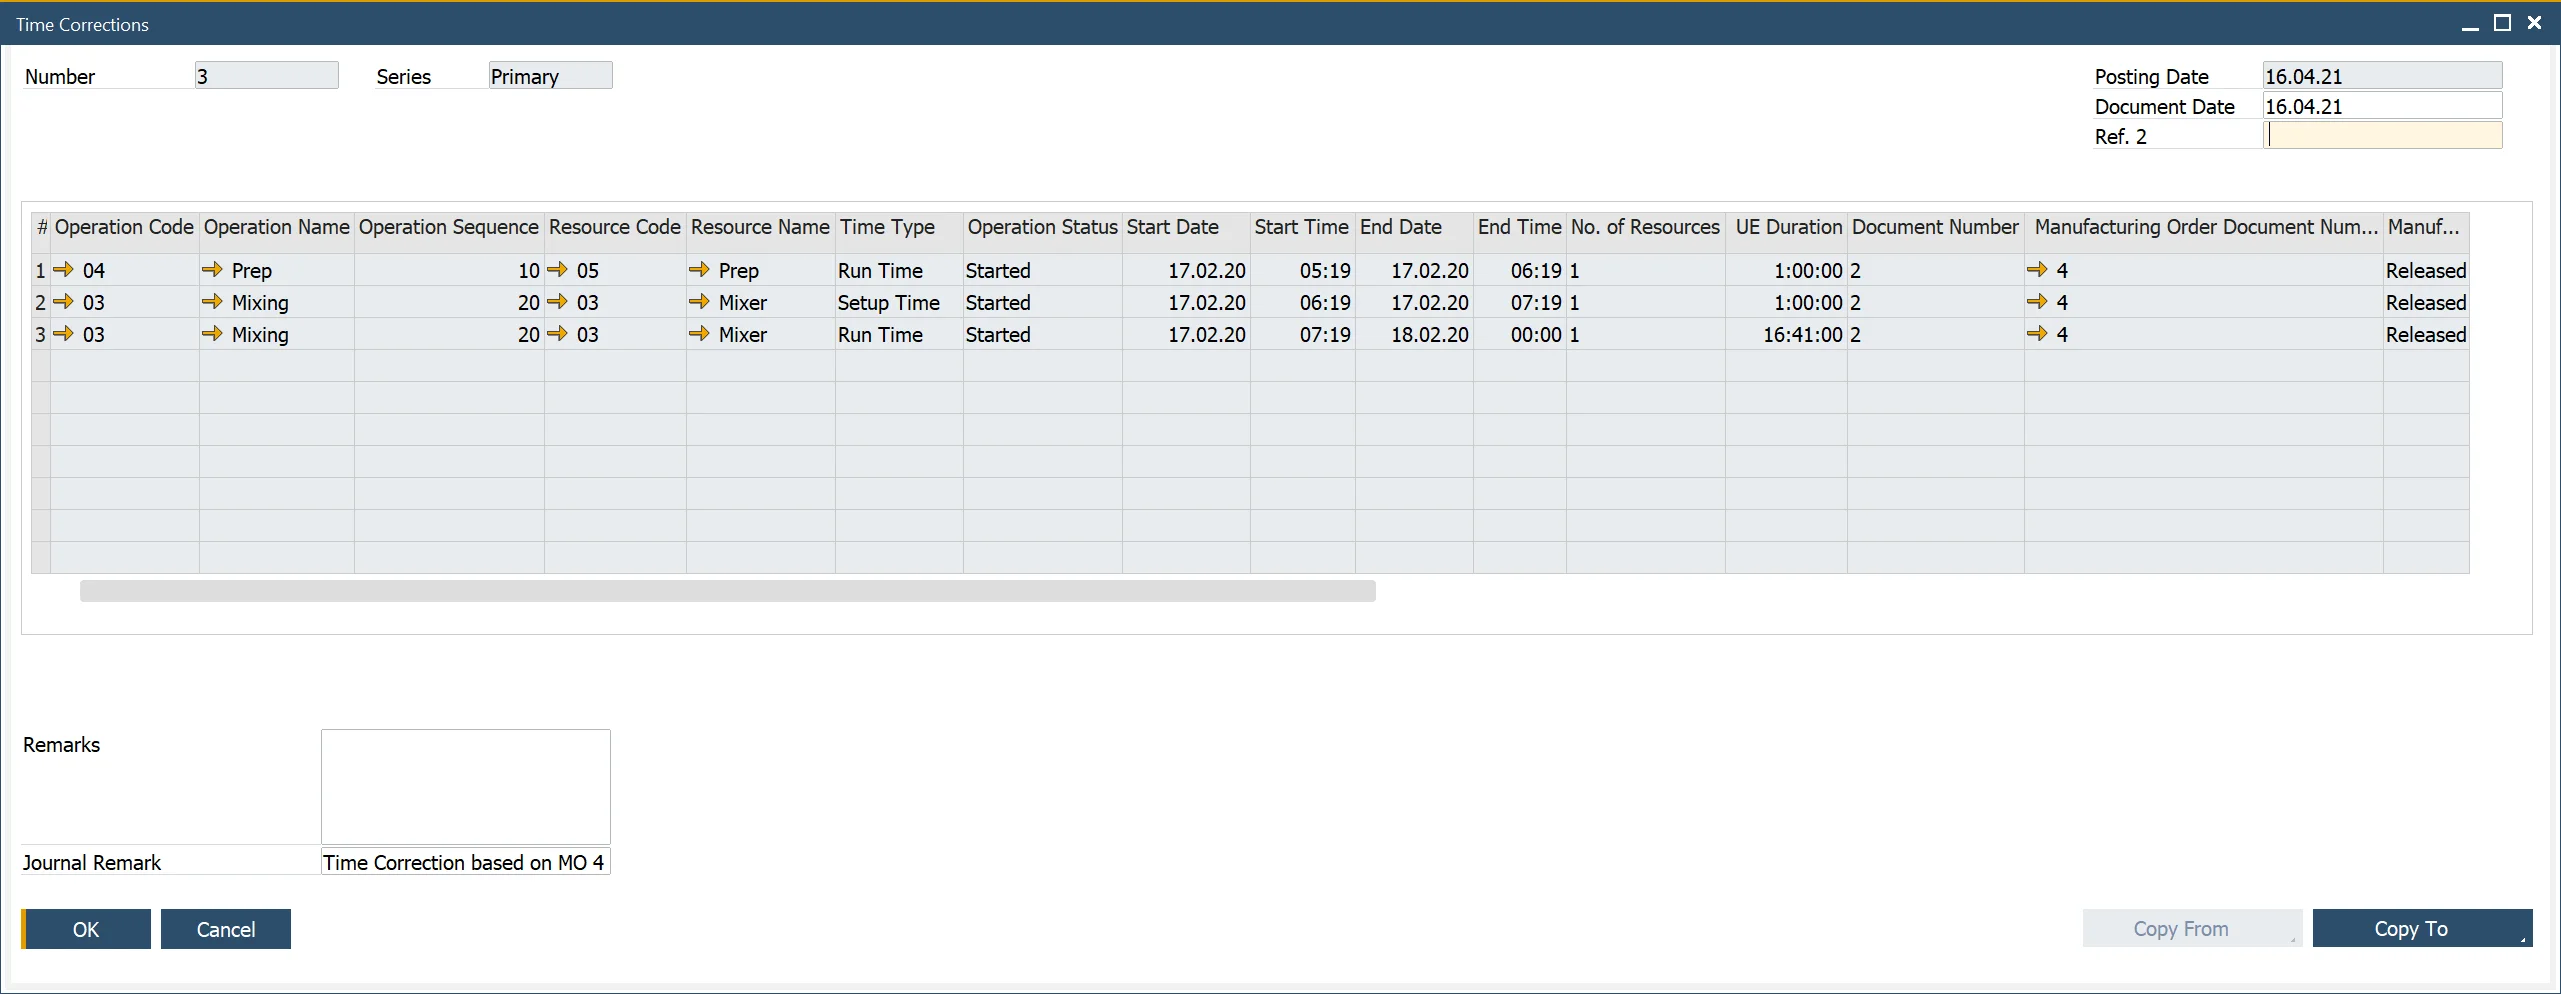 Time Corrections
Number 3 Series Primary Posting Date 16.04.21
Document Date 16.04.21
Ref. 2
# Operation Code Operation Name Operation Sequence Resource Code Resource Name Time Type Operation Status Start Date Start Time End Date End Time No. of Resources UE Duration Document Number Manufacturing Order Document Num... Manuf...
1 04 Prep 10 05 Prep Run Time Started 17.02.20 05:19 17.02.20 06:19 1 1:00:00 2 4 Released
2 03 Mixing 20 03 Mixer Setup Time Started 17.02.20 06:19 17.02.20 07:19 1 1:00:00 2 4 Released
3 03 Mixing 20 03 Mixer Run Time Started 17.02.20 07:19 18.02.20 00:00 1 16:41:00 2 4 Released
Remarks
Journal Remark Time Correction based on MO 4
OK Cancel Copy From Copy To